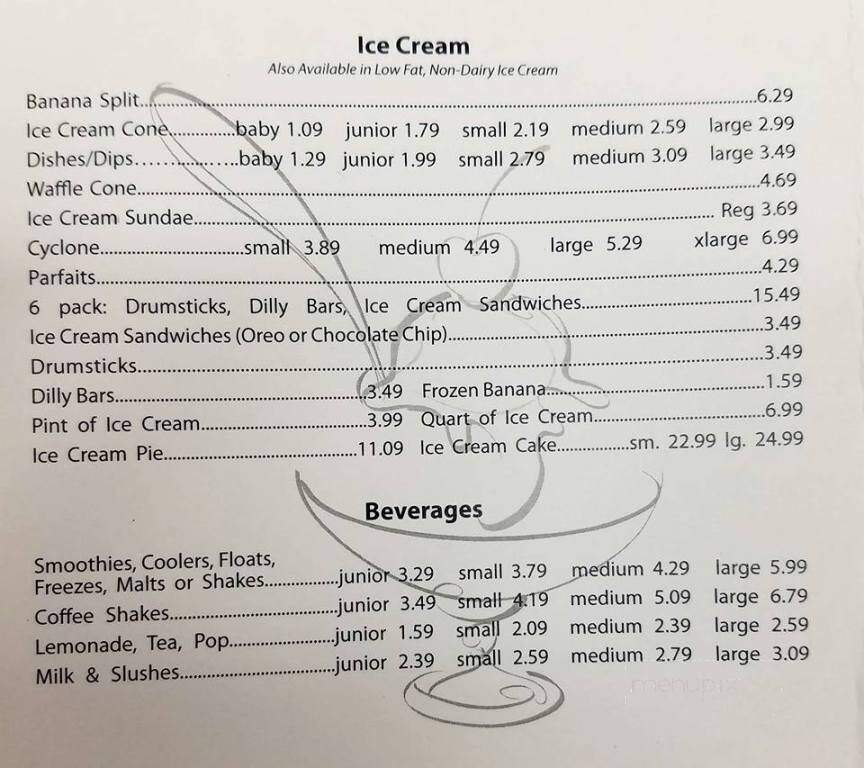 Ice Cream
Also Available in Low Fat, Non-Dairy Ice Cream
Banana Split..........6.29
Ice Cream Cone..........baby 1.09 junior 1.79 small 2.19 medium 2.59 large 2.99
Dishes/Dips..........baby 1.29 junior 1.99 small 2.79 medium 3.09 large 3.49
Waffle Cone..........4.69
Ice Cream Sundae.......... Reg 3.69
Cyclone..........small 3.89 medium 4.49 large 5.29 xlarge 6.99
Parfaits..........4.29
6 pack: Drumsticks, Dilly Bars, Ice Cream Sandwiches..........15.49
Ice Cream Sandwiches (Oreo or Chocolate Chip)..........3.49
Drumsticks..........3.49
Dilly Bars..........3.49 Frozen Banana..........1.59
Pint of Ice Cream..........3.99 Quart of Ice Cream..........6.99
Ice Cream Pie..........11.09 Ice Cream Cake..........sm. 22.99 lg. 24.99
Beverages
Smoothies, Coolers, Floats,
Freezes, Malts or Shakes..........junior 3.29 small 3.79 medium 4.29 large 5.99
Coffee Shakes..........junior 3.49 small 4.19 medium 5.09 large 6.79
Lemonade, Tea, Pop..........junior 1.59 small 2.09 medium 2.39 large 2.59
Milk & Slushes..........junior 2.39 small 2.59 medium 2.79 large 3.09